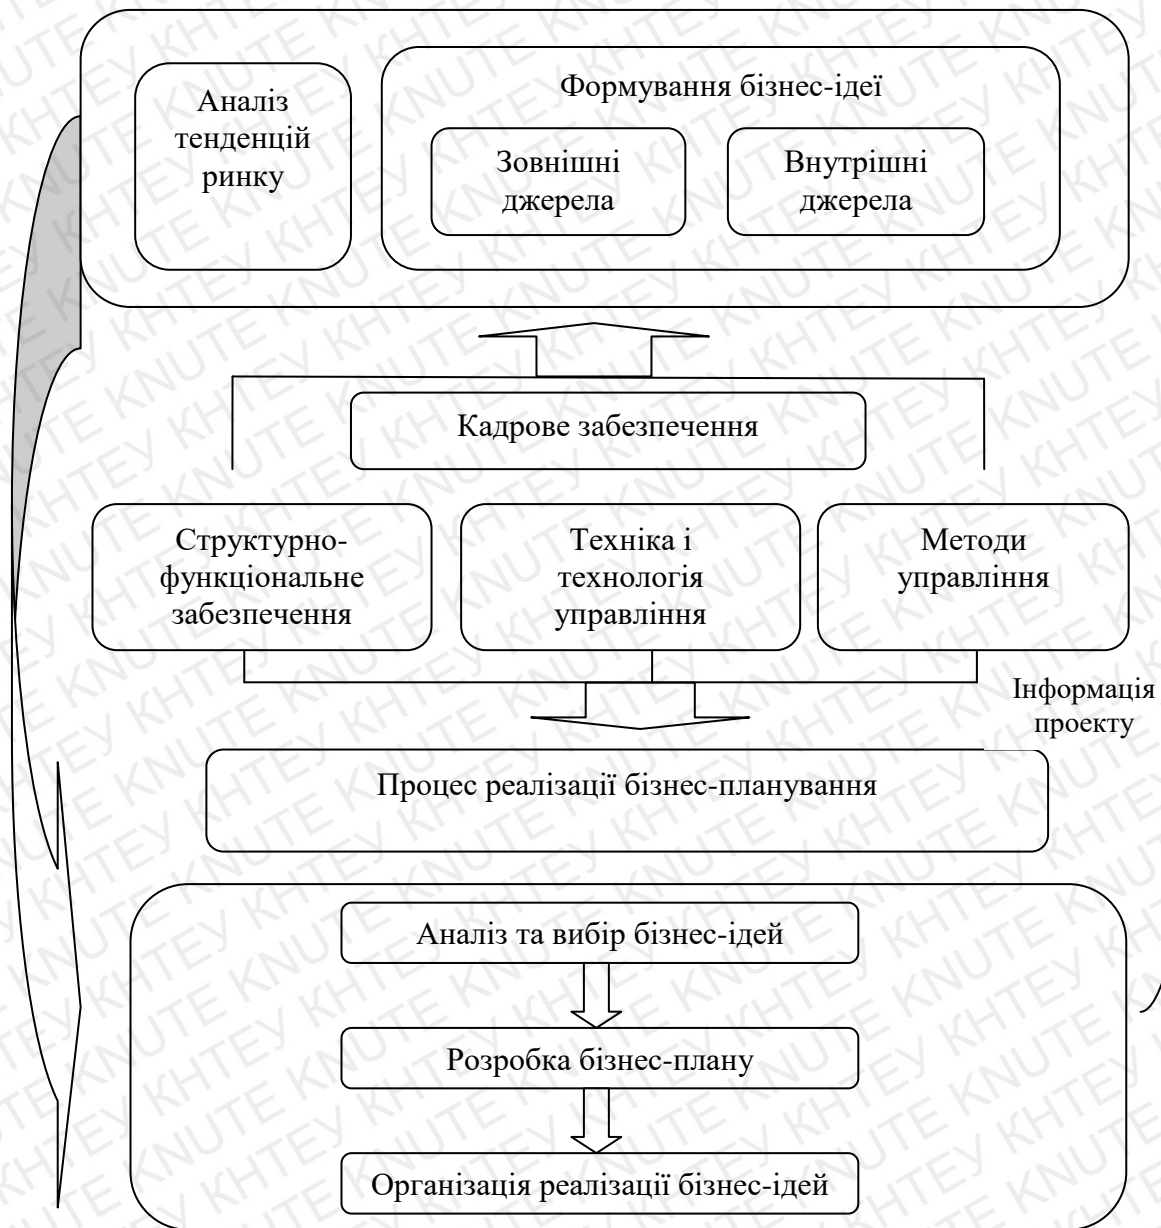 Аналіз
тенденцій
ринку
Формування бізнес-ідеї
Зовнішні
джерела
Внутрішні
джерела
Кадрове забезпечення
Структурно-
функціональне
забезпечення
Техніка і
технологія
управління
Методи
управління
Інформація
проекту
Процес реалізації бізнес-планування
Аналіз та вибір бізнес-ідей
Розробка бізнес-плану
Організація реалізації бізнес-ідей